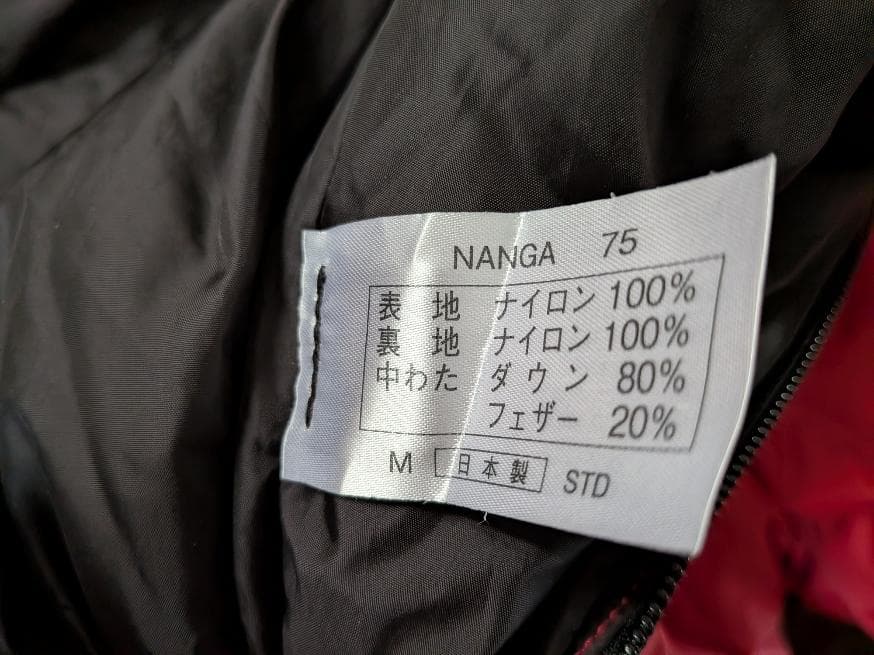 NANGA 75
表地 ナイロン 100%
裏地 ナイロン 100%
中わた ダウン 80%
フェザー 20%
M 日本製 STD